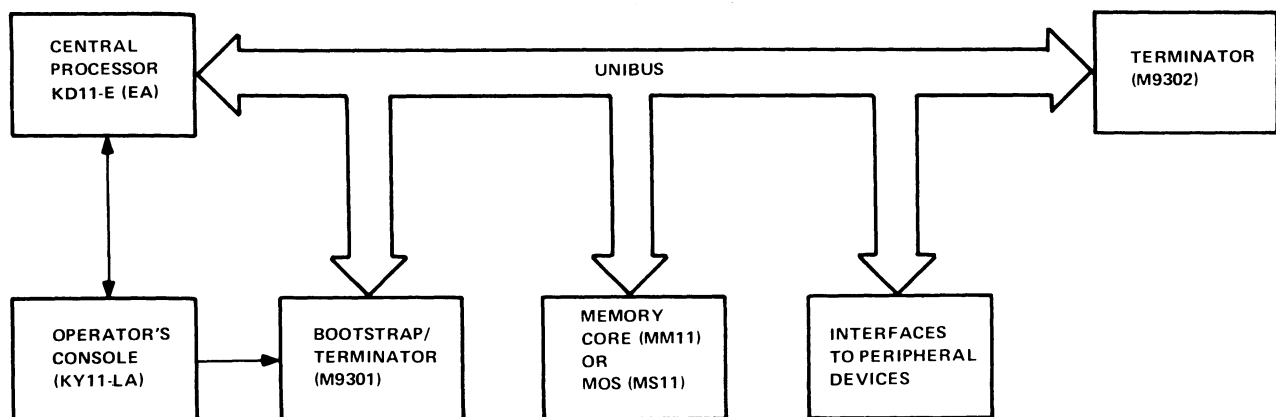 CENTRAL
PROCESSOR
KD11-E (EA)
UNIBUS
TERMINATOR
(M9302)
OPERATOR'S
CONSOLE
(KY11-LA)
BOOTSTRAP/
TERMINATOR
(M9301)
MEMORY
CORE (MM11)
OR
MOS (MS11)
INTERFACES
TO PERIPHERAL
DEVICES